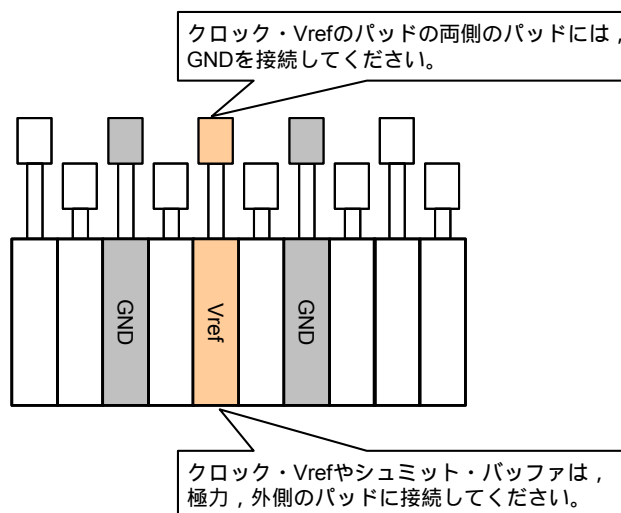 クロック・Vrefのパッドの両側のパッドには，
GNDを接続してください。
GND
Vref
GND
クロック・Vrefやシュミット・バッファは，
極力，外側のパッドに接続してください。